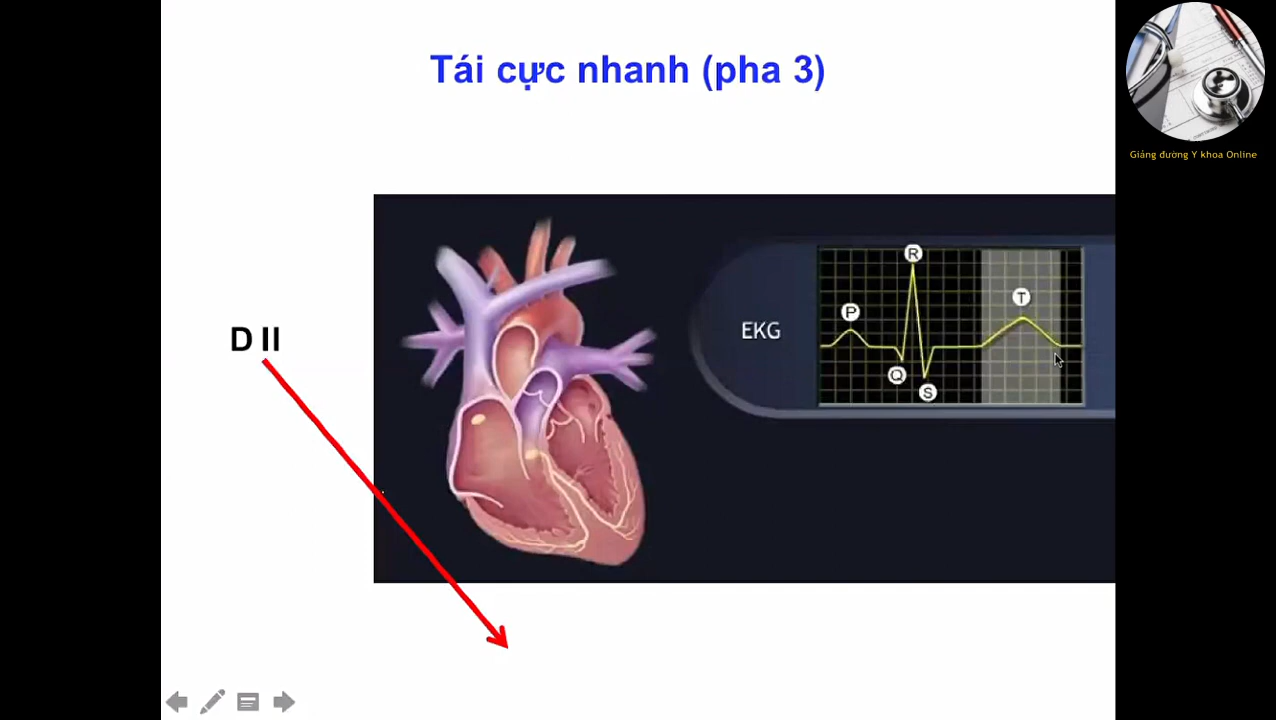 Tái cực nhanh (pha 3)
Giảng đường Y khoa Online
D II
EKG
P
Q
R
S
T